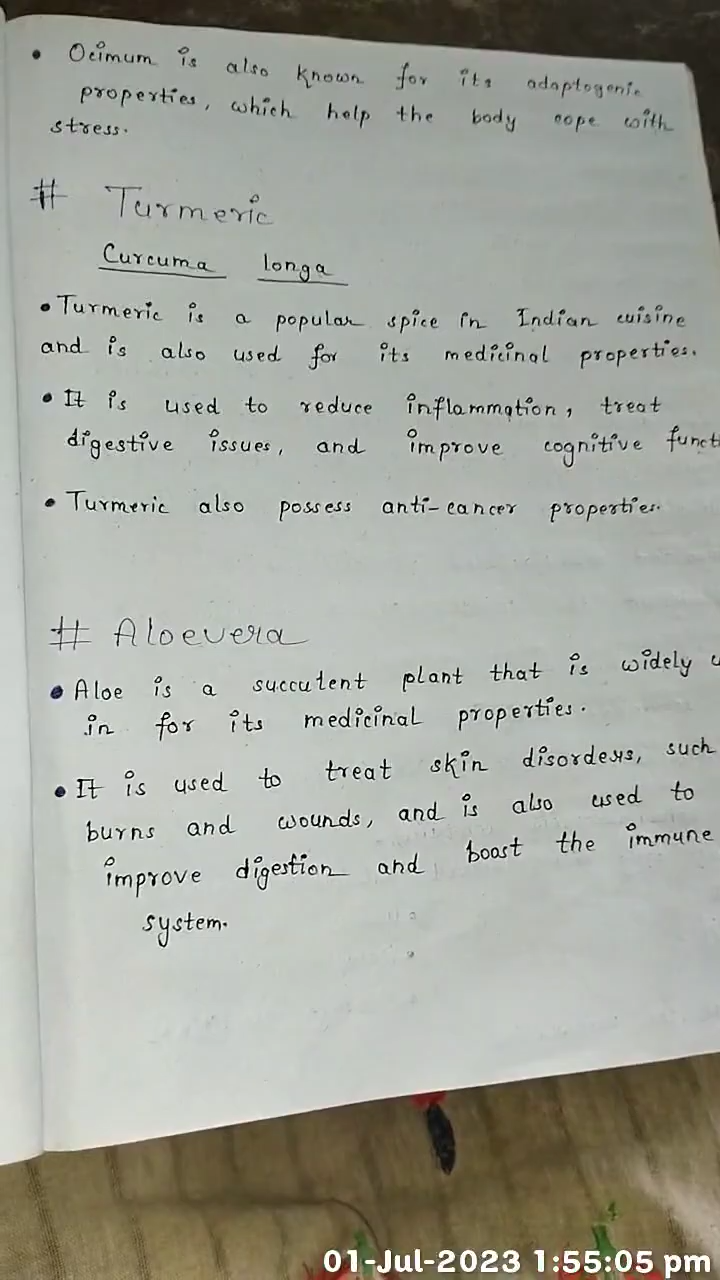 • Ocimum is also known for its adaptogenic
properties, which help the body cope with
stress.
# Turmeric
Curcuma longa
• Turmeric is a popular spice in Indian cuisine
and is also used for its medicinal properties.
• It is used to reduce inflammation, treat
digestive issues, and improve cognitive funct
• Turmeric also possess anti-cancer properties.
# Aloevera
• Aloe is a succulent plant that is widely
in for its medicinal properties.
• It is used to treat skin disorders, such
burns and wounds, and is also used to
improve digestion and boost the immune
system.
01-Jul-2023 1:55:05 pm